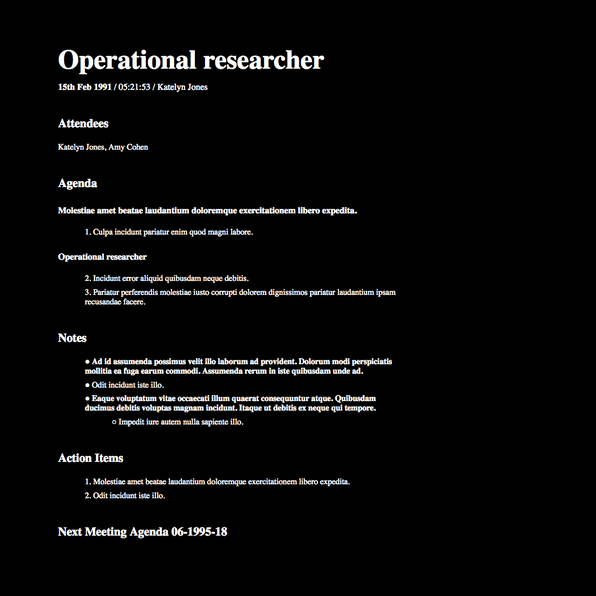 Operational researcher
15th Feb 1991 / 05:21:53 / Katelyn Jones
Attendees
Katelyn Jones, Amy Cohen
Agenda
Molestiae amet beatae laudantium doloremque exercitationem libero expedita.
1. Culpa incidunt pariatur enim quod magni labore.
Operational researcher
2. Incidunt error aliquid quibusdam neque debitis.
3. Pariatur perferendis molestiae iusto corrupti dolorem dignissimos pariatur laudantium ipsam
recusandae facere.
Notes
● Ad id assumenda possimus velit illo laborum ad provident. Dolorum modi perspiciatis
mollitia ea fuga earum commodi. Assumenda rerum in iste quibusdam unde ad.
● Odit incidunt iste illo.
● Eaque voluptatum vitae occaecati illum quaerat consequuntur atque. Quibusdam
ducimus debitis voluptas magnam incidunt. Itaque ut debitis ex neque qui tempore.
○ Impedit iure autem nulla sapiente illo.
Action Items
1. Molestiae amet beatae laudantium doloremque exercitationem libero expedita.
2. Odit incidunt iste illo.
Next Meeting Agenda 06-1995-18